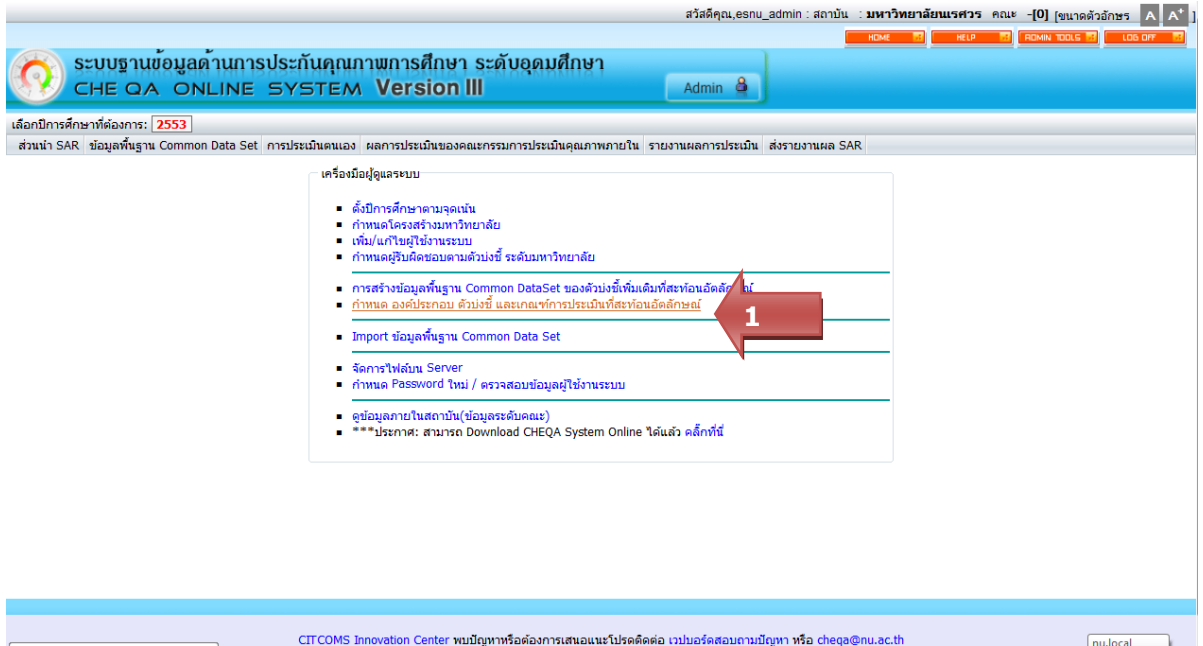 สวัสดีคุณ,esnu_admin : สถาบัน : มหาวิทยาลัยนเรศวร คณะ -[0] [ขนาดตัวอักษร A A+ ]
HOME HELP ADMIN TOOLS LOG OFF
ระบบฐานข้อมูลด้านการประกันคุณภาพการศึกษา ระดับอุดมศึกษา
CHE QA ONLINE SYSTEM Version III
Admin
เลือกปีการศึกษาที่ต้องการ: 2553
ส่วนนำ SAR ข้อมูลพื้นฐาน Common Data Set การประเมินตนเอง ผลการประเมินของคณะกรรมการประเมินคุณภาพภายใน รายงานผลการประเมิน ส่งรายงานผล SAR
เครื่องมือผู้ดูแลระบบ
ตั้งปีการศึกษาตามจุดเน้น
กำหนดโครงสร้างมหาวิทยาลัย
เพิ่ม/แก้ไขผู้ใช้งานระบบ
กำหนดผู้รับผิดชอบตามตัวบ่งชี้ ระดับมหาวิทยาลัย
การสร้างข้อมูลพื้นฐาน Common DataSet ของตัวบ่งชี้เพิ่มเติมที่สะท้อนอัตลักษณ์
กำหนด องค์ประกอบ ตัวบ่งชี้ และเกณฑ์การประเมินที่สะท้อนอัตลักษณ์
1
Import ข้อมูลพื้นฐาน Common Data Set
จัดการไฟล์บน Server
กำหนด Password ใหม่ / ตรวจสอบข้อมูลผู้ใช้งานระบบ
ดูข้อมูลภายในสถาบัน(ข้อมูลระดับคณะ)
***ประกาศ: สามารถ Download CHEQA System Online ได้แล้ว คลิ๊กที่นี่
CITCOMS Innovation Center พบปัญหาหรือต้องการเสนอแนะโปรดติดต่อ เวปบอร์ดสอบถามปัญหา หรือ cheqa@nu.ac.th
nu.local